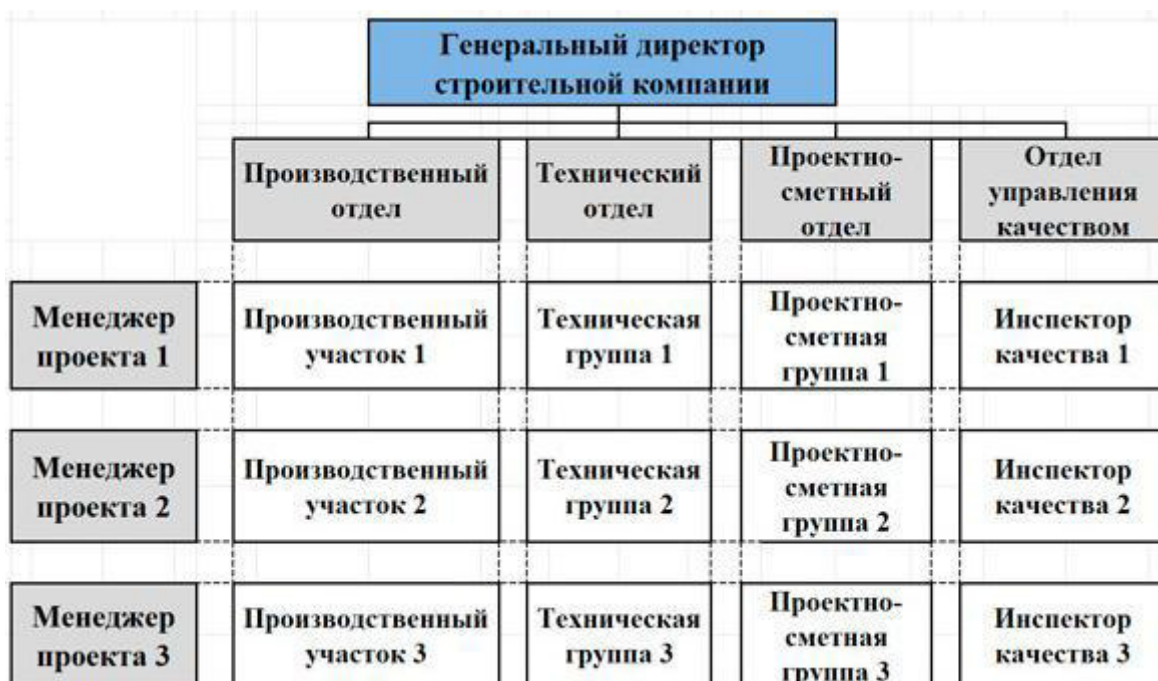 Генеральный директор
строительной компании
Производственный
отдел
Технический
отдел
Проектно-
сметный
отдел
Отдел
управления
качеством
Менеджер
проекта 1
Производственный
участок 1
Техническая
группа 1
Проектно-
сметная
группа 1
Инспектор
качества 1
Менеджер
проекта 2
Производственный
участок 2
Техническая
группа 2
Проектно-
сметная
группа 2
Инспектор
качества 2
Менеджер
проекта 3
Производственный
участок 3
Техническая
группа 3
Проектно-
сметная
группа 3
Инспектор
качества 3